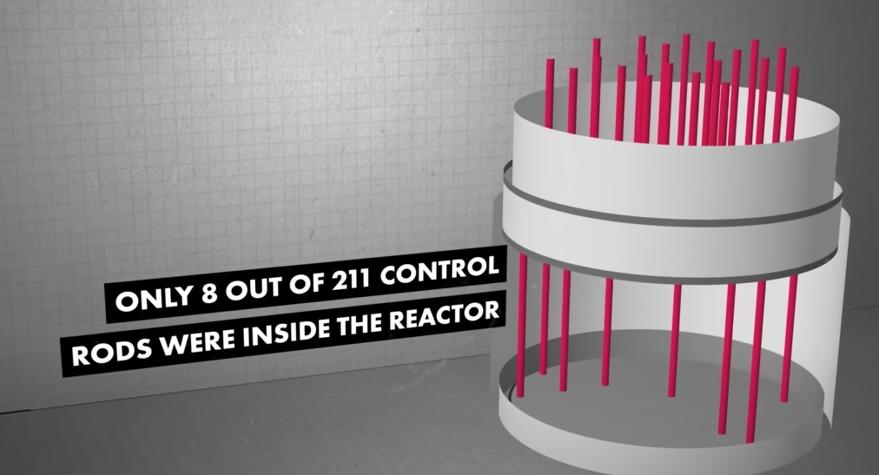 ONLY 8 OUT OF 211 CONTROL
RODS WERE INSIDE THE REACTOR